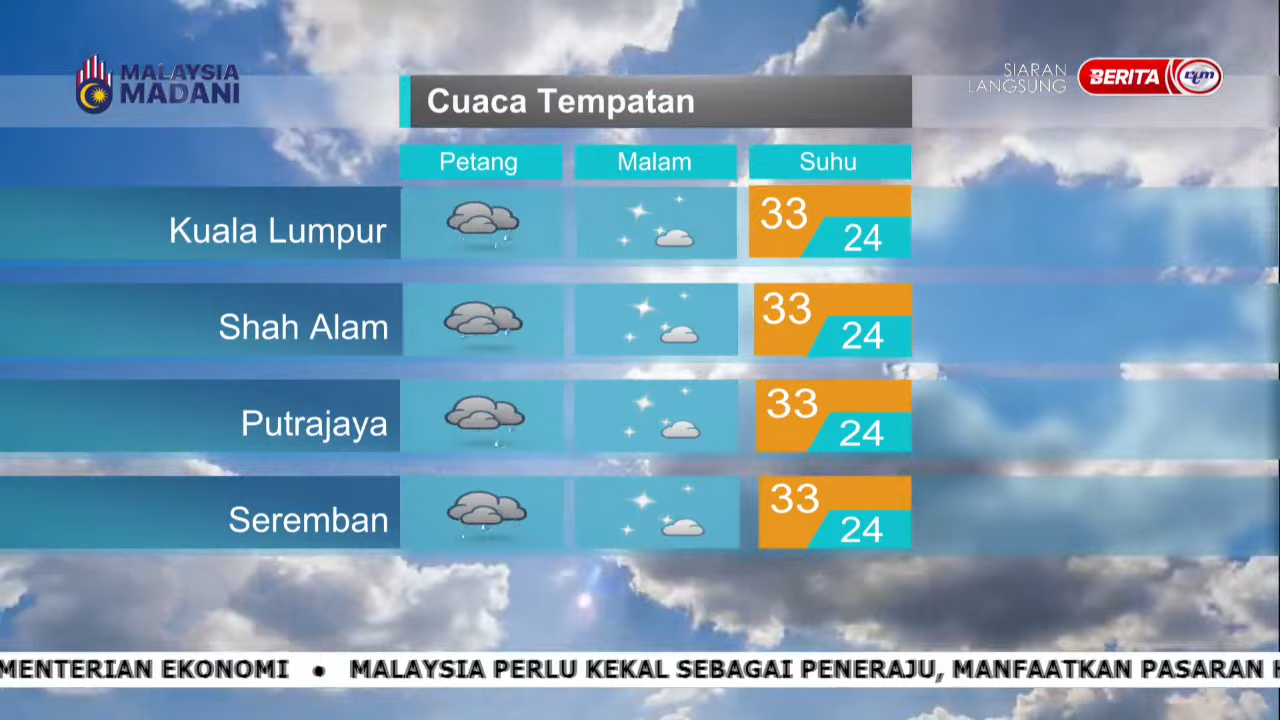 MALAYSIA
MADANI
SIARAN
LANGSUNG
BERITA rtm
Cuaca Tempatan
Petang Malam Suhu
Kuala Lumpur 33 24
Shah Alam 33 24
Putrajaya 33 24
Seremban 33 24
MENTERIAN EKONOMI • MALAYSIA PERLU KEKAL SEBAGAI PENERAJU, MANFAATKAN PASARAN